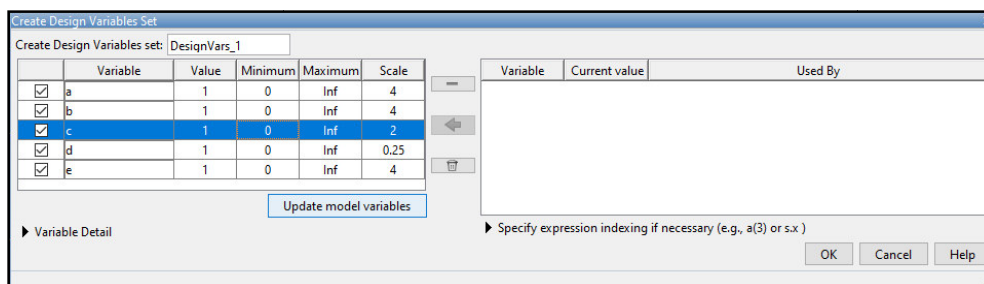 Create Design Variables Set
Create Design Variables set: DesignVars_1
Variable Value Minimum Maximum Scale
a 1 0 Inf 4
b 1 0 Inf 4
c 1 0 Inf 2
d 1 0 Inf 0.25
e 1 0 Inf 4
Update model variables
Variable Detail
Variable Current value Used By
Specify expression indexing if necessary (e.g., a(3) or s.x )
OK Cancel Help